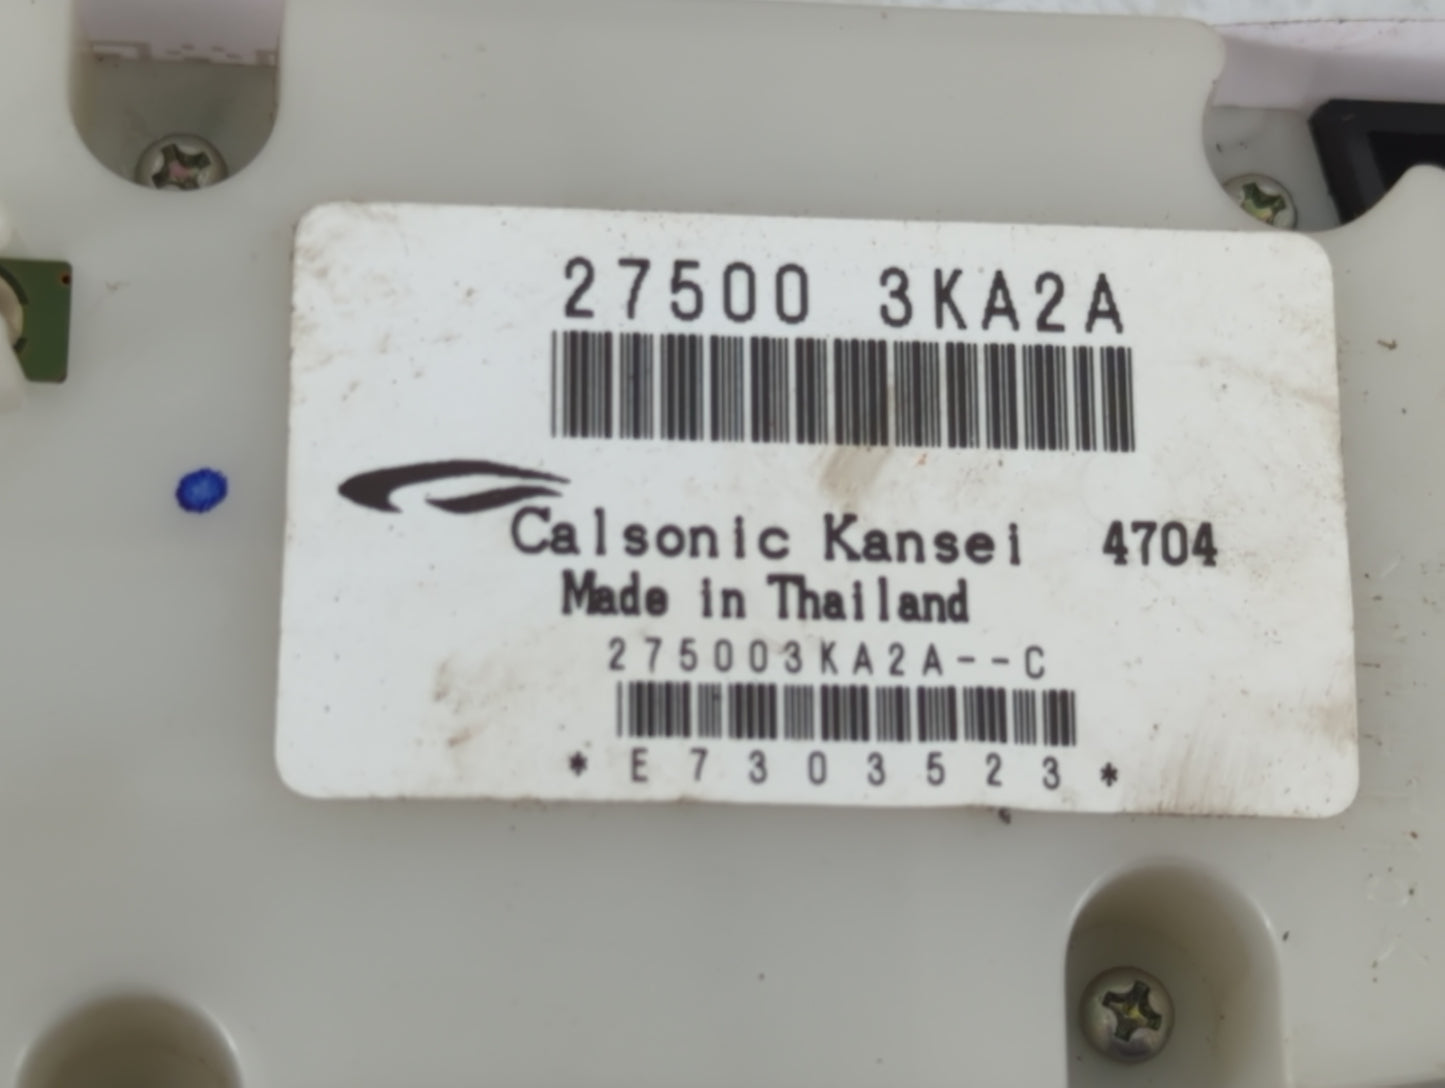 27500 3KA2A
Calsonic Kansei 4704
Made in Thailand
275003KA2A--C
*E7303523*